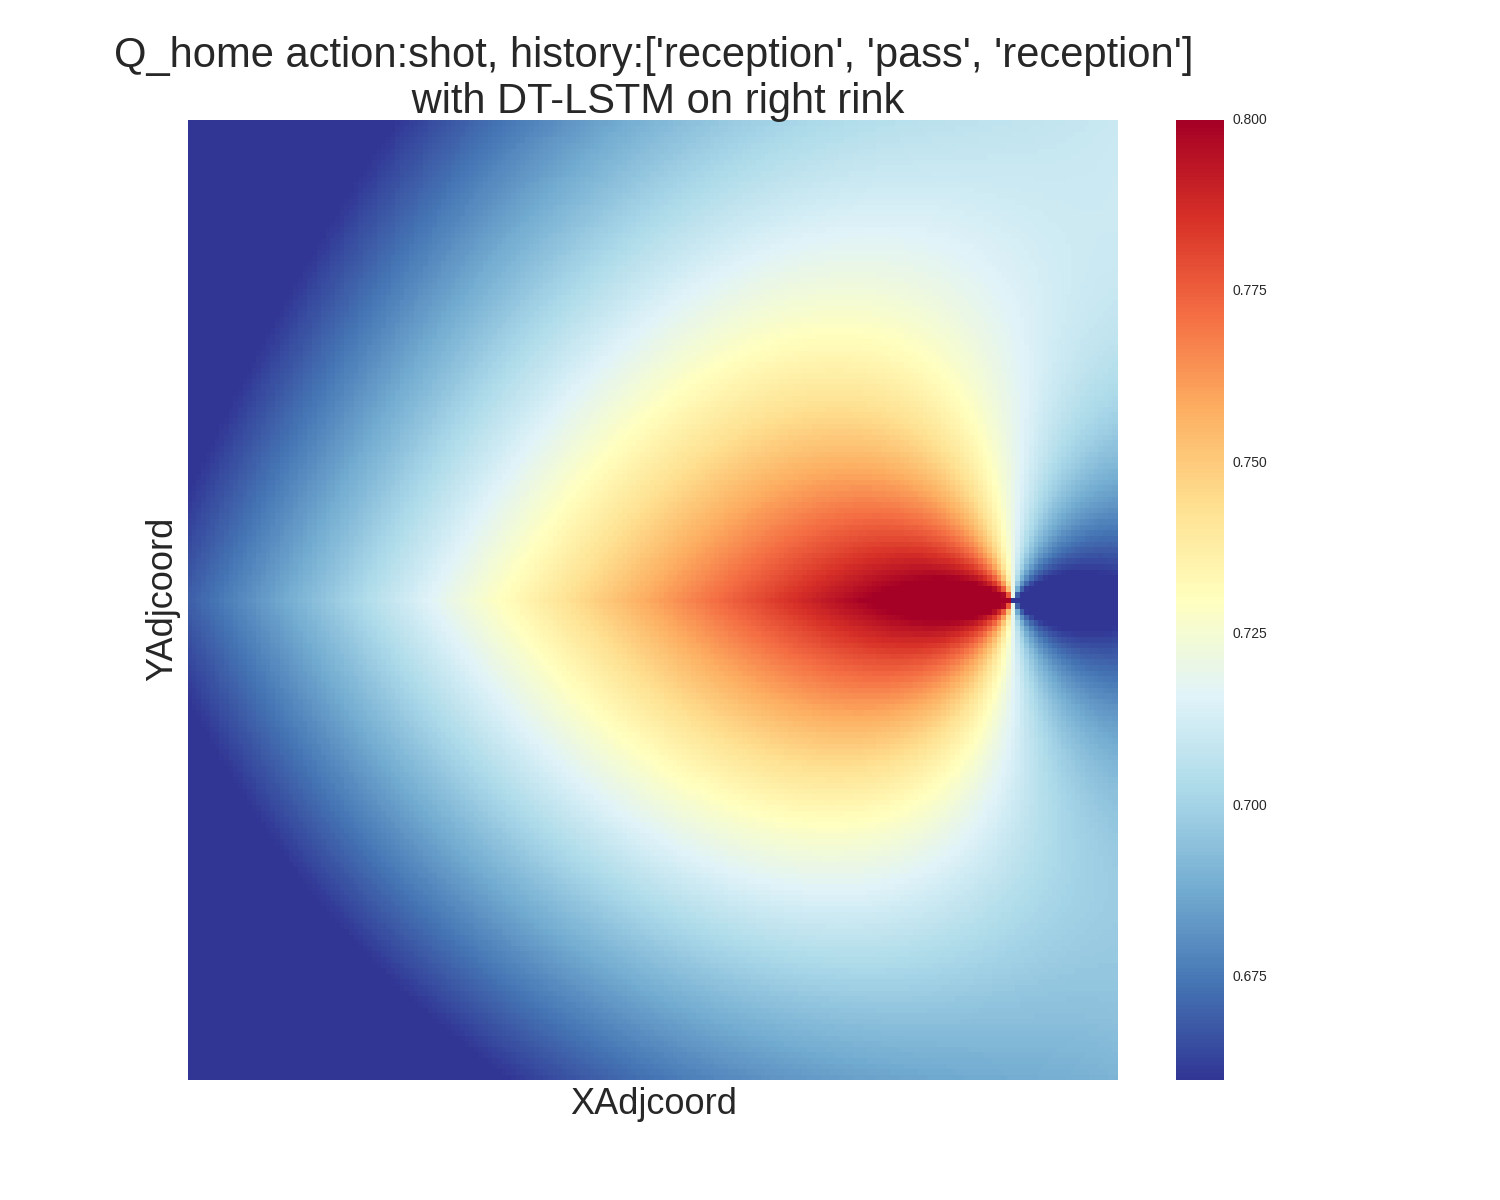 Q_home action:shot, history:['reception', 'pass', 'reception']
with DT-LSTM on right rink
0.800
0.775
0.750
0.725
0.700
0.675
YAdjcoord
XAdjcoord